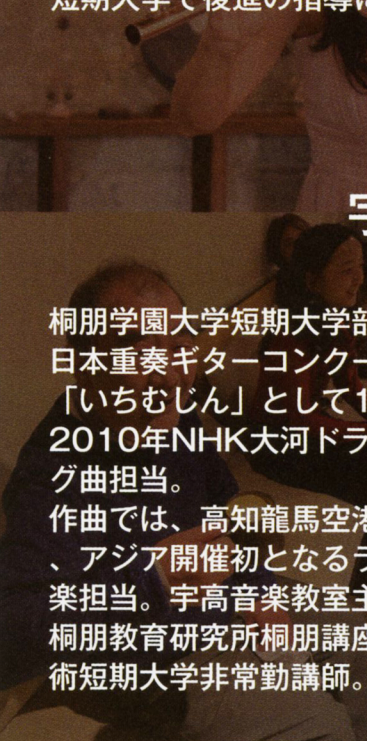 短期大学で後進の指導に
桐朋学園大学短期大学部
日本重奏ギターコンクー
「いちむじん」として1
2010年NHK大河ドラ
グ曲担当。
作曲では、高知龍馬空港
、アジア開催初となるラ
楽担当。宇高音楽教室主
桐朋教育研究所桐朋講座
術短期大学非常勤講師。